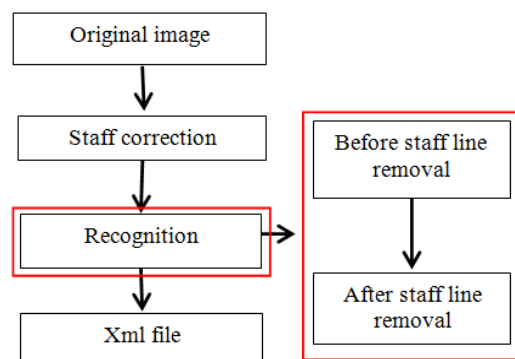 Original image
Staff correction
Recognition
Xml file
Before staff line
removal
After staff line
removal